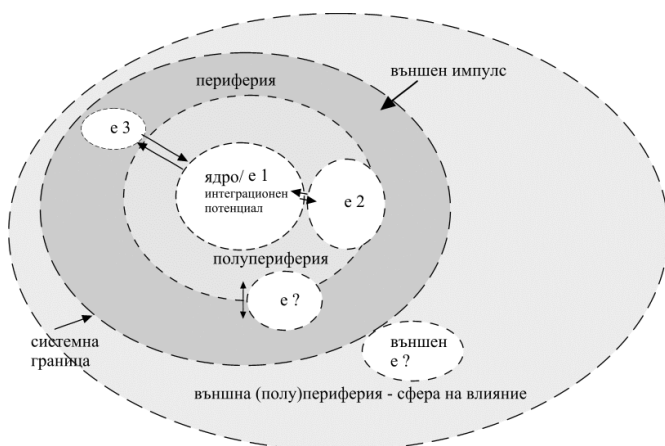 външен импулс
периферия
е 3
ядро/ е 1
интеграционен
потенциал
е 2
полупериферия
е ?
системна
граница
външен
е ?
външна (полу)периферия - сфера на влияние